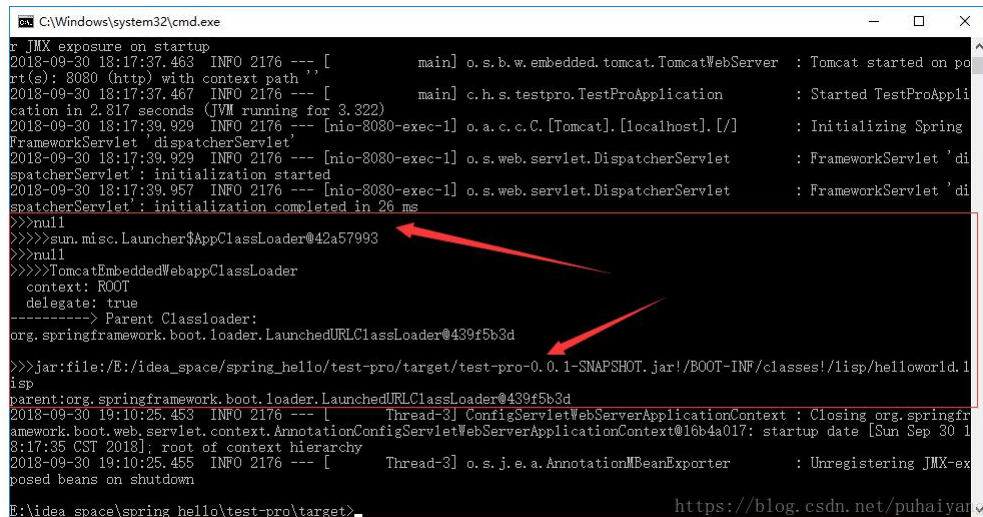 C:\Windows\system32\cmd.exe
r JMX exposure on startup
2018-09-30 18:17:37.463  INFO 2176 --- [           main] o.s.b.w.embedded.tomcat.TomcatWebServer  : Tomcat started on po
rt(s): 8080 (http) with context path ''
2018-09-30 18:17:37.467  INFO 2176 --- [           main] c.h.s.testpro.TestProApplication         : Started TestProAppli
cation in 2.817 seconds (JVM running for 3.322)
2018-09-30 18:17:39.929  INFO 2176 --- [nio-8080-exec-1] o.a.c.c.C.[Tomcat].[localhost].[/]       : Initializing Spring
FrameworkServlet 'dispatcherServlet'
2018-09-30 18:17:39.929  INFO 2176 --- [nio-8080-exec-1] o.s.web.servlet.DispatcherServlet        : FrameworkServlet 'di
spatcherServlet': initialization started
2018-09-30 18:17:39.957  INFO 2176 --- [nio-8080-exec-1] o.s.web.servlet.DispatcherServlet        : FrameworkServlet 'di
spatcherServlet': initialization completed in 26 ms
>>>null
>>>>>sun.misc.Launcher$AppClassLoader@42a57993
>>>null
>>>>>TomcatEmbeddedWebappClassLoader
  context: ROOT
  delegate: true
----------> Parent Classloader:
org.springframework.boot.loader.LaunchedURLClassLoader@439f5b3d
>>>jar:file:/E:/idea_space/spring_hello/test-pro/target/test-pro-0.0.1-SNAPSHOT.jar!/BOOT-INF/classes!/lisp/helloworld.l
isp
parent:org.springframework.boot.loader.LaunchedURLClassLoader@439f5b3d
2018-09-30 19:10:25.453  INFO 2176 --- [       Thread-3] ConfigServletWebServerApplicationContext : Closing org.springfr
amework.boot.web.servlet.context.AnnotationConfigServletWebServerApplicationContext@16b4a017: startup date [Sun Sep 30 1
8:17:35 CST 2018]; root of context hierarchy
2018-09-30 19:10:25.455  INFO 2176 --- [       Thread-3] o.s.j.e.a.AnnotationMBeanExporter        : Unregistering JMX-ex
posed beans on shutdown
E:\idea_space\spring_hello\test-pro\target>
https://blog.csdn.net/puhaiyang